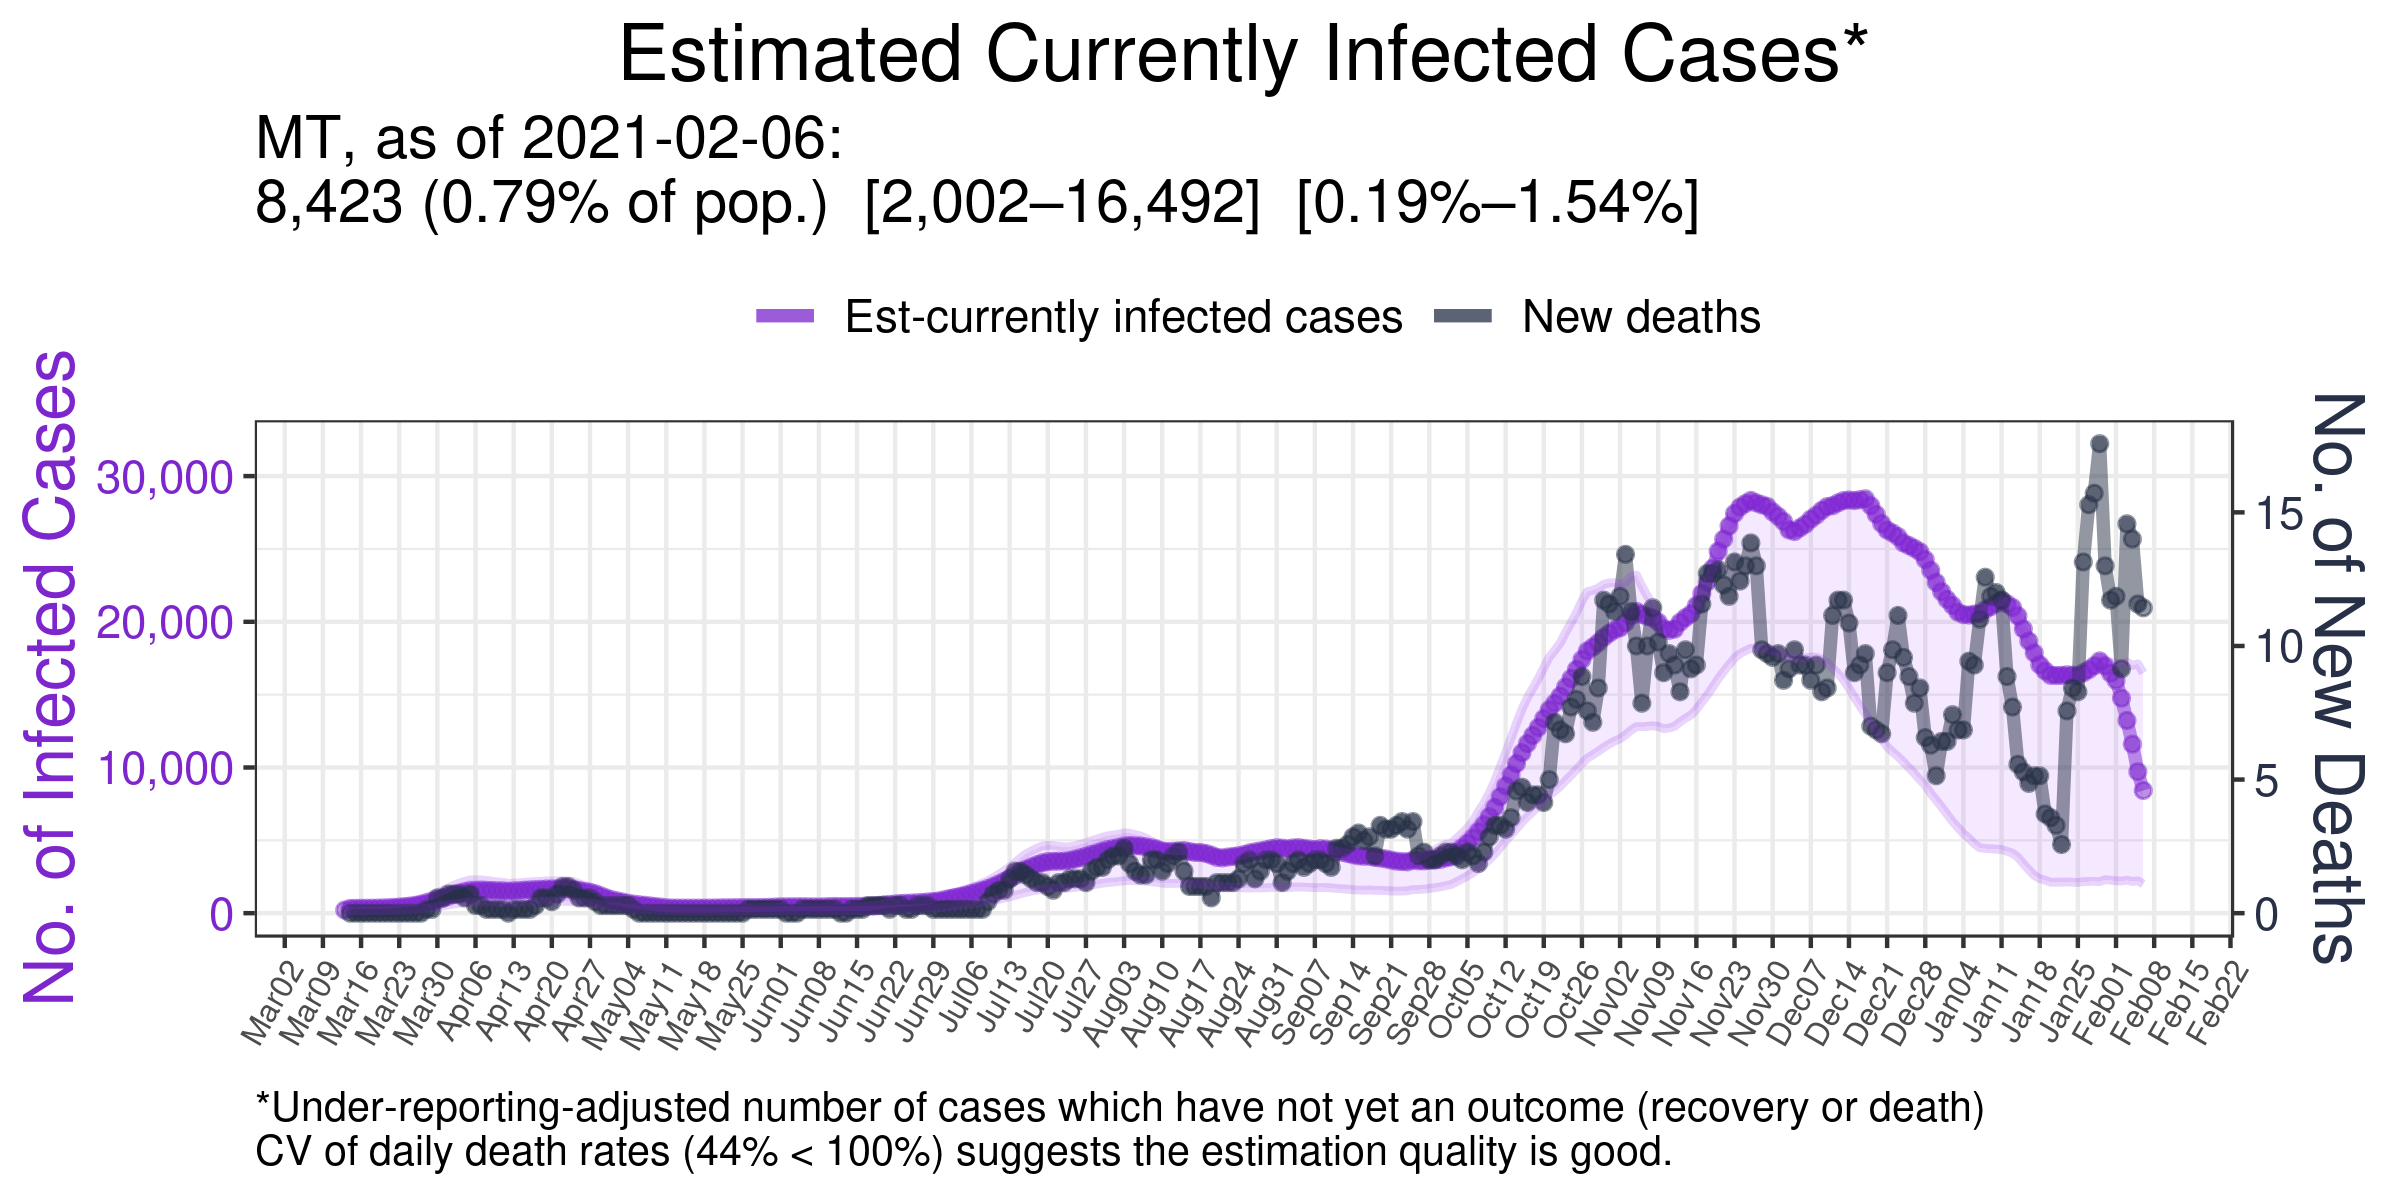 Estimated Currently Infected Cases*
MT, as of 2021-02-06:
8,423 (0.79% of pop.)  [2,002–16,492]  [0.19%–1.54%]
Est-currently infected cases
New deaths
No. of Infected Cases
30,000
20,000
10,000
0
15
10
5
0
No. of New Deaths
Mar02
Mar09
Mar16
Mar23
Mar30
Apr06
Apr13
Apr20
Apr27
May04
May11
May18
May25
Jun01
Jun08
Jun15
Jun22
Jun29
Jul06
Jul13
Jul20
Jul27
Aug03
Aug10
Aug17
Aug24
Aug31
Sep07
Sep14
Sep21
Sep28
Oct05
Oct12
Oct19
Oct26
Nov02
Nov09
Nov16
Nov23
Nov30
Dec07
Dec14
Dec21
Dec28
Jan04
Jan11
Jan18
Jan25
Feb01
Feb08
Feb15
Feb22
*Under-reporting-adjusted number of cases which have not yet an outcome (recovery or death)
CV of daily death rates (44% < 100%) suggests the estimation quality is good.